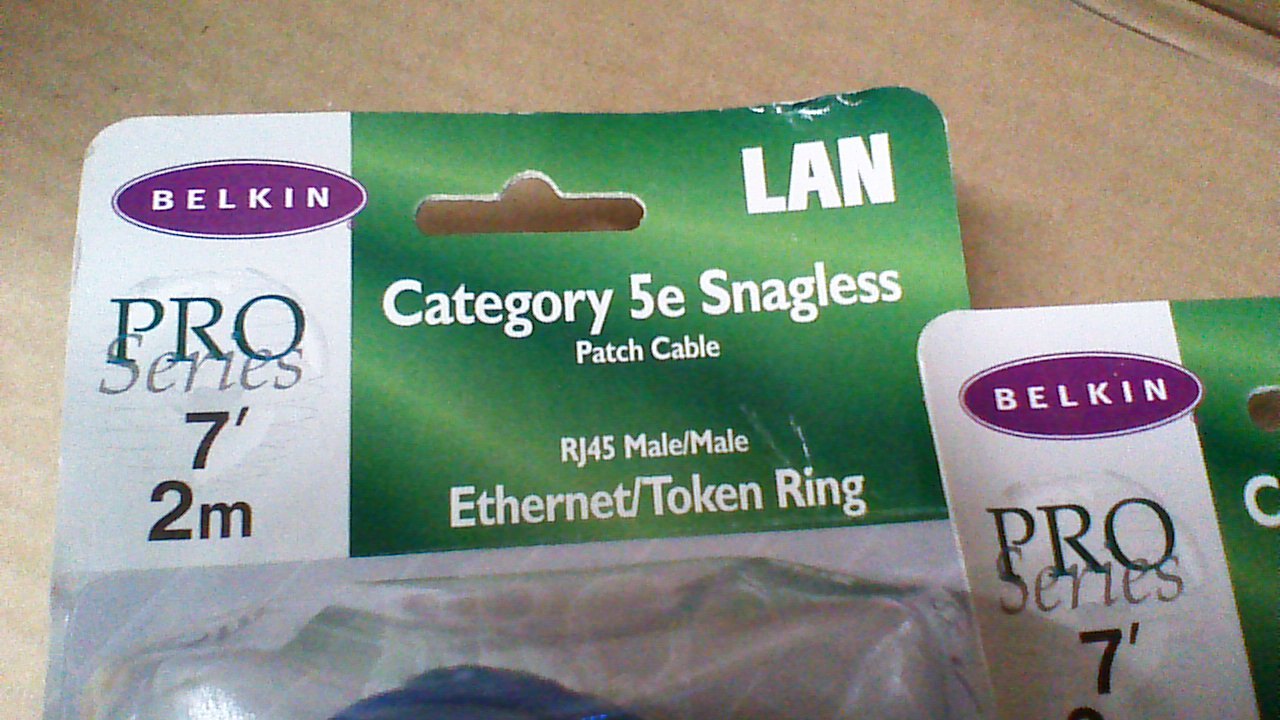 BELKIN
PRO
Series
7'
2m
LAN
Category 5e Snagless
Patch Cable
RJ45 Male/Male
Ethernet/Token Ring
BELKIN
PRO
Series
7'
C